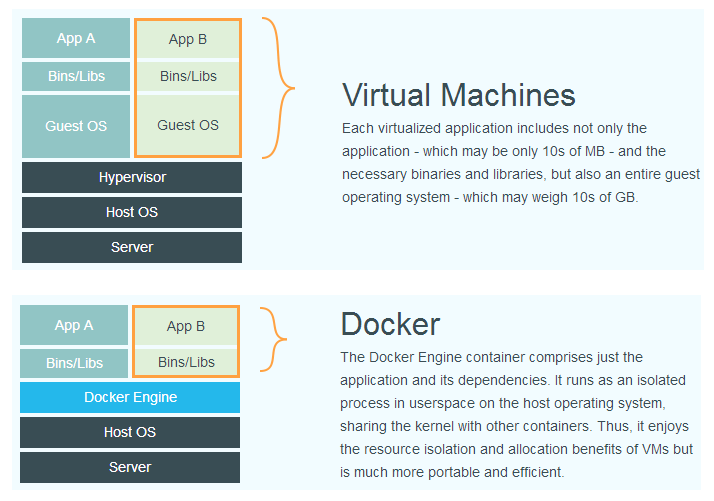 App A
App B
Bins/Libs
Bins/Libs
Guest OS
Guest OS
Hypervisor
Host OS
Server
Virtual Machines
Each virtualized application includes not only the
application - which may be only 10s of MB - and the
necessary binaries and libraries, but also an entire guest
operating system - which may weigh 10s of GB.
App A
App B
Bins/Libs
Bins/Libs
Docker Engine
Host OS
Server
Docker
The Docker Engine container comprises just the
application and its dependencies. It runs as an isolated
process in userspace on the host operating system,
sharing the kernel with other containers. Thus, it enjoys
the resource isolation and allocation benefits of VMs but
is much more portable and efficient.